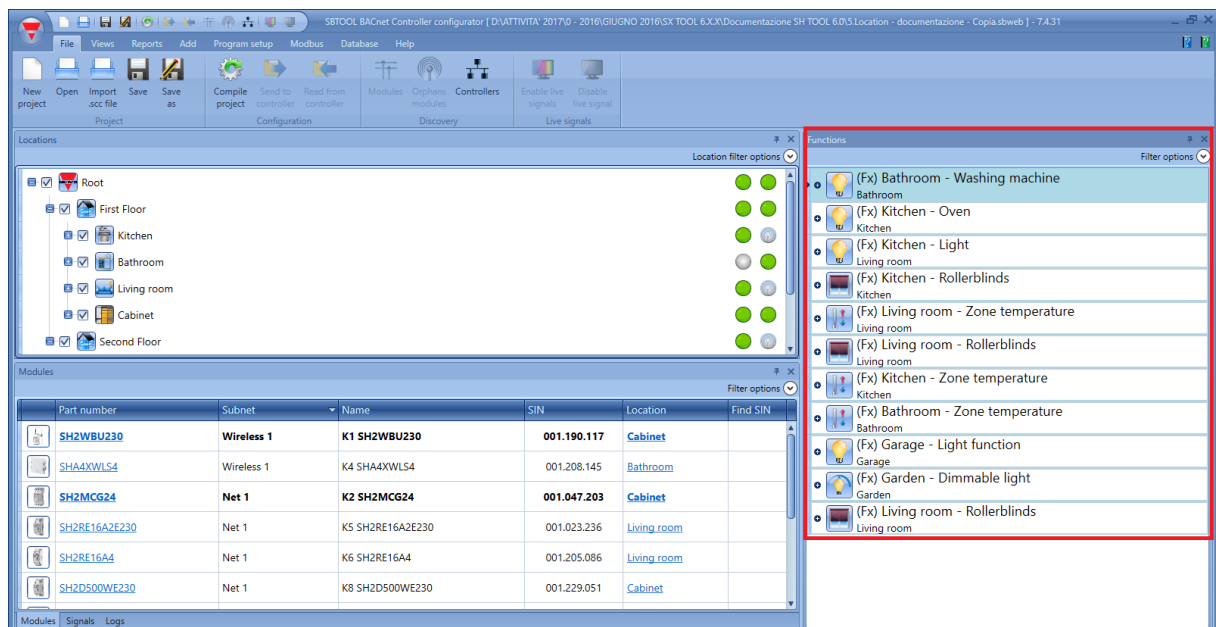 SBTOOL BACnet Controller configurator [ D:\ATTIVITA' 2017\0 - 2016\GIUGNO 2016\SX TOOL 6.X.X\Documentazione SH TOOL 6.0\5.Location - documentazione - Copia.sbweb ] - 7.4.31
File Views Reports Add Program setup Modbus Database Help
New project Open Import .scc file Save Save as Compile project Send to controller Read from controller Modules Orphans modules Controllers Enable live signals Disable live signal
Project Configuration Discovery Live signals
Locations
Location filter options
Root
First Floor
Kitchen
Bathroom
Living room
Cabinet
Second Floor
Modules
Filter options
Part number Subnet Name SIN Location Find SIN
SH2WBU230 Wireless 1 K1 SH2WBU230 001.190.117 Cabinet
SHA4XWLS4 Wireless 1 K4 SHA4XWLS4 001.208.145 Bathroom
SH2MCG24 Net 1 K2 SH2MCG24 001.047.203 Cabinet
SH2RE16A2E230 Net 1 K5 SH2RE16A2E230 001.023.236 Living room
SH2RE16A4 Net 1 K6 SH2RE16A4 001.205.086 Living room
SH2D500WE230 Net 1 K8 SH2D500WE230 001.229.051 Cabinet
Modules Signals Logs
Functions
Filter options
(Fx) Bathroom - Washing machine
Bathroom
(Fx) Kitchen - Oven
Kitchen
(Fx) Kitchen - Light
Living room
(Fx) Kitchen - Rollerblinds
Kitchen
(Fx) Living room - Zone temperature
Living room
(Fx) Living room - Rollerblinds
Living room
(Fx) Kitchen - Zone temperature
Kitchen
(Fx) Bathroom - Zone temperature
Bathroom
(Fx) Garage - Light function
Garage
(Fx) Garden - Dimmable light
Garden
(Fx) Living room - Rollerblinds
Living room